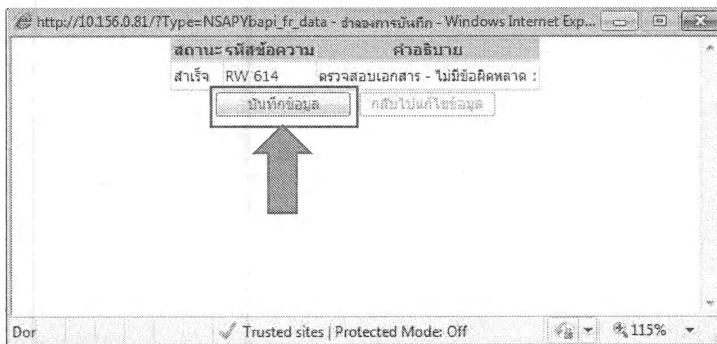 http://10.156.0.81/?Type=NSAPYbapi_fr_data - จำลองการบันทึก - Windows Internet Exp...
สถานะ รหัสข้อความ คำอธิบาย
สำเร็จ RW 614 ตรวจสอบเอกสาร - ไม่มีข้อผิดพลาด :
บันทึกข้อมูล กลับไปแก้ไขข้อมูล
Dor Trusted sites | Protected Mode: Off 115%